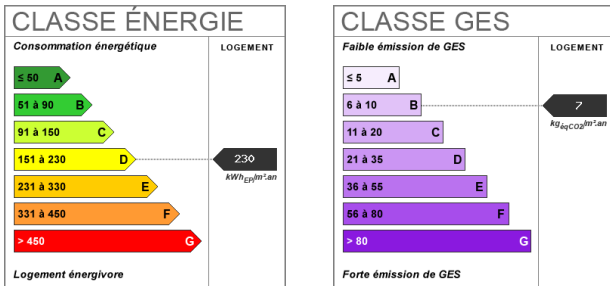 CLASSE ÉNERGIE
Consommation énergétique
LOGEMENT
≤ 50 A
51 à 90 B
91 à 150 C
151 à 230 D
230
kWhEP/m².an
231 à 330 E
331 à 450 F
> 450 G
Logement énergivore
CLASSE GES
Faible émission de GES
LOGEMENT
≤ 5 A
6 à 10 B
7
kgéqCO2/m².an
11 à 20 C
21 à 35 D
36 à 55 E
56 à 80 F
> 80 G
Forte émission de GES